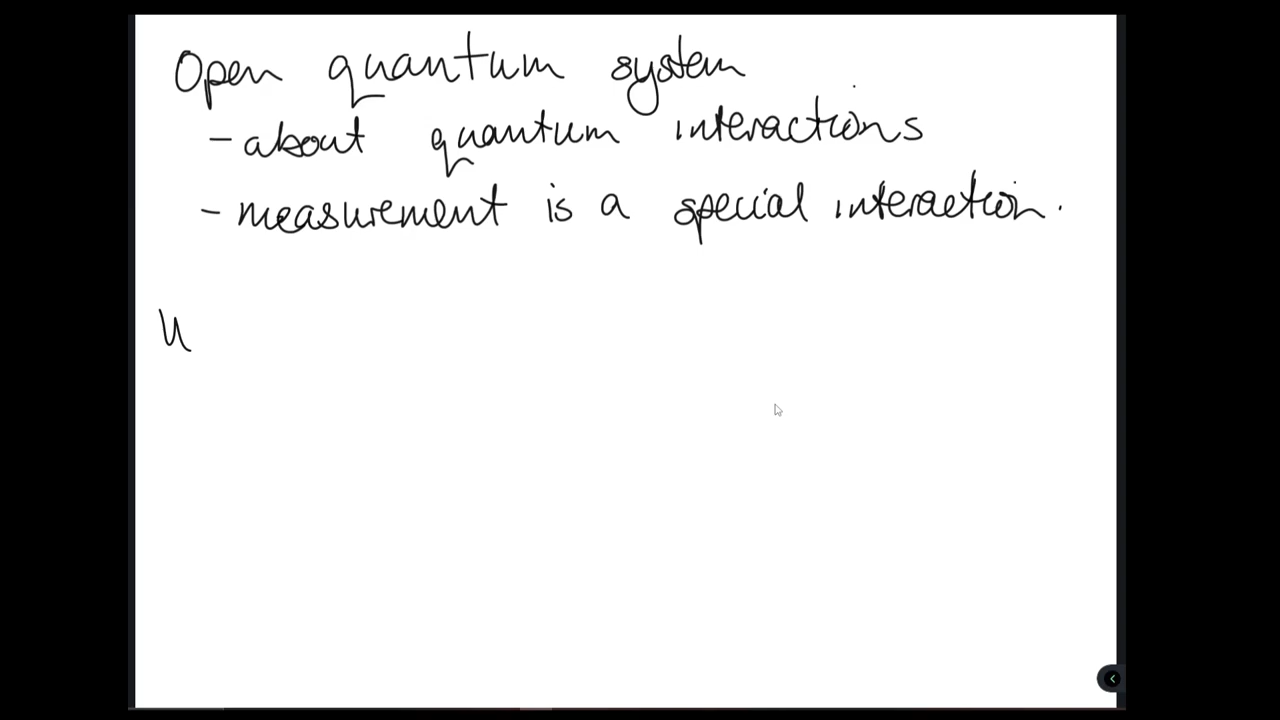 Open quantum system
- about quantum interactions
- measurement is a special interaction.
U